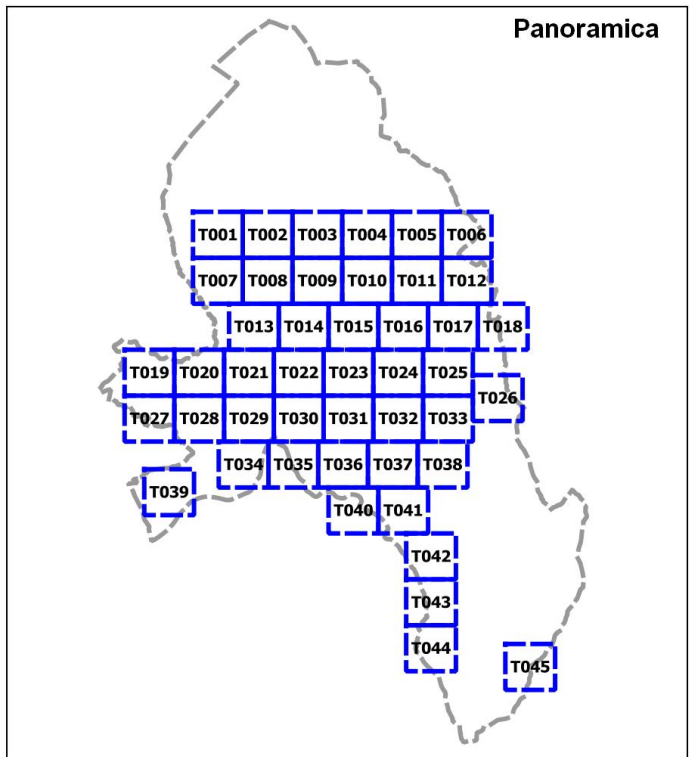 Panoramica
T001 T002 T003 T004 T005 T006
T007 T008 T009 T010 T011 T012
T013 T014 T015 T016 T017 T018
T019 T020 T021 T022 T023 T024 T025
T026
T027 T028 T029 T030 T031 T032 T033
T034 T035 T036 T037 T038
T039
T040 T041
T042
T043
T044
T045